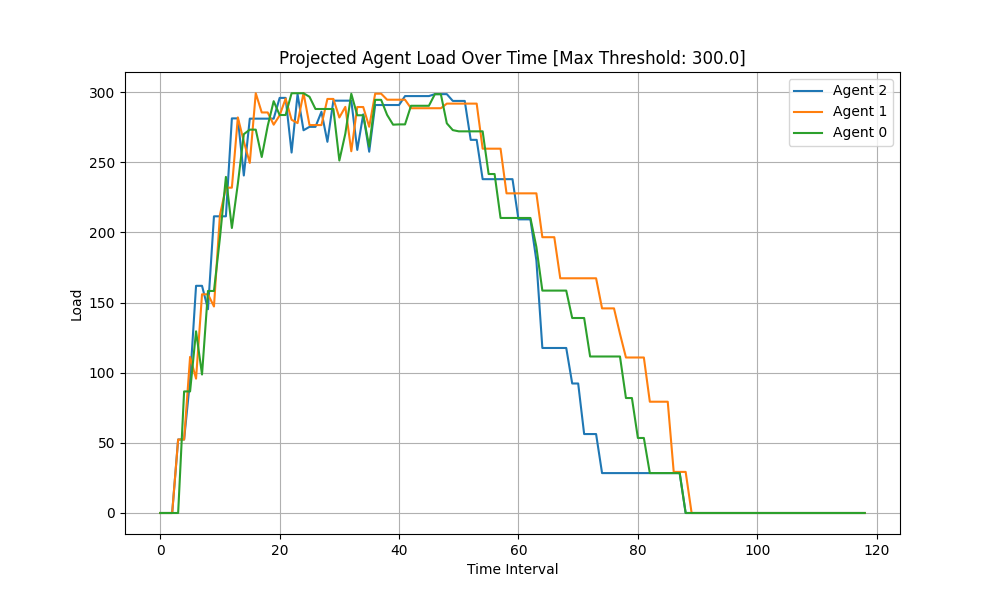 Projected Agent Load Over Time [Max Threshold: 300.0]
Agent 2
Agent 1
Agent 0
Load
300
250
200
150
100
50
0
0 20 40 60 80 100 120
Time Interval